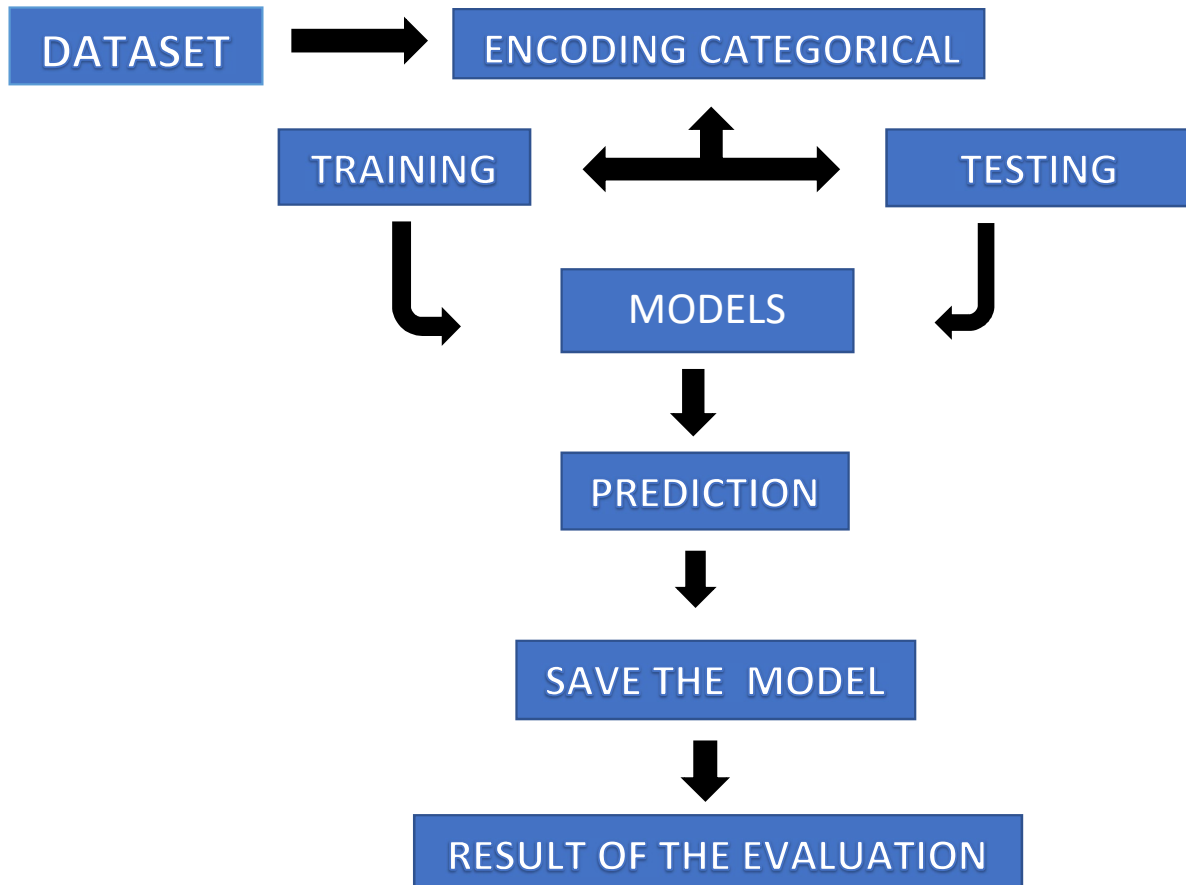 DATASET
ENCODING CATEGORICAL
TRAINING
TESTING
MODELS
PREDICTION
SAVE THE MODEL
RESULT OF THE EVALUATION